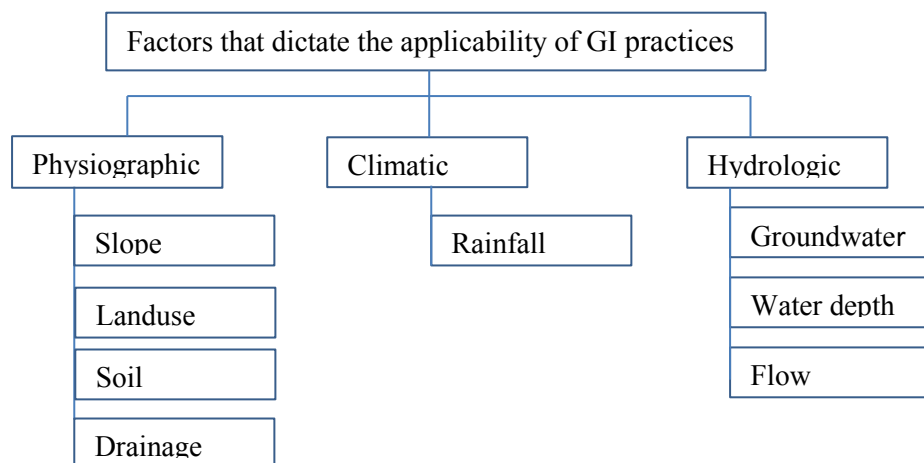 Factors that dictate the applicability of GI practices
Physiographic
Climatic
Hydrologic
Slope
Landuse
Soil
Drainage
Rainfall
Groundwater
Water depth
Flow